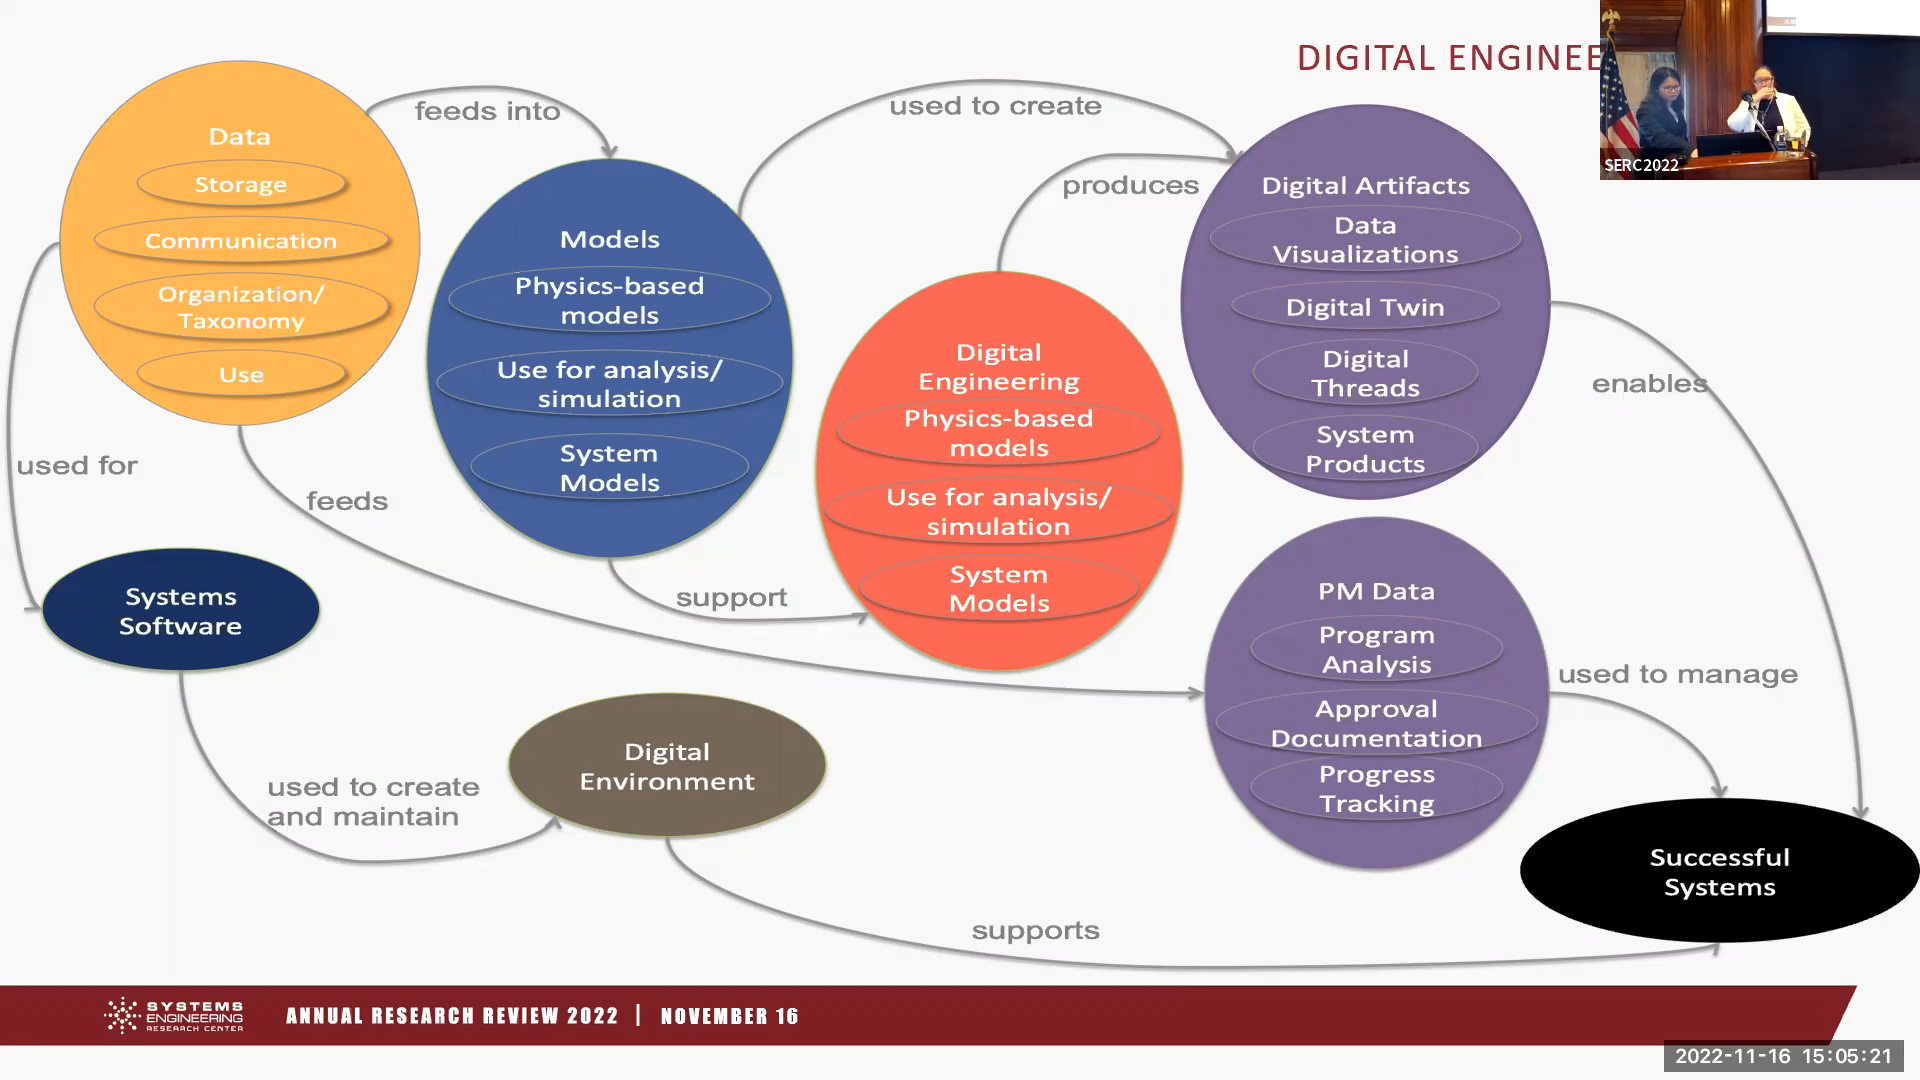 DIGITAL ENGINEE
SERC2022
feeds into
used to create
produces
Data
Storage
Communication
Organization/
Taxonomy
Use
Models
Physics-based
models
Use for analysis/
simulation
System
Models
Digital
Engineering
Physics-based
models
Use for analysis/
simulation
System
Models
Digital Artifacts
Data
Visualizations
Digital Twin
Digital
Threads
System
Products
enables
used for
feeds
support
Systems
Software
used to create
and maintain
Digital
Environment
PM Data
Program
Analysis
Approval
Documentation
Progress
Tracking
used to manage
supports
Successful
Systems
SYSTEMS
ENGINEERING
RESEARCH CENTER
ANNUAL RESEARCH REVIEW 2022 | NOVEMBER 16
2022-11-16 15:05:21